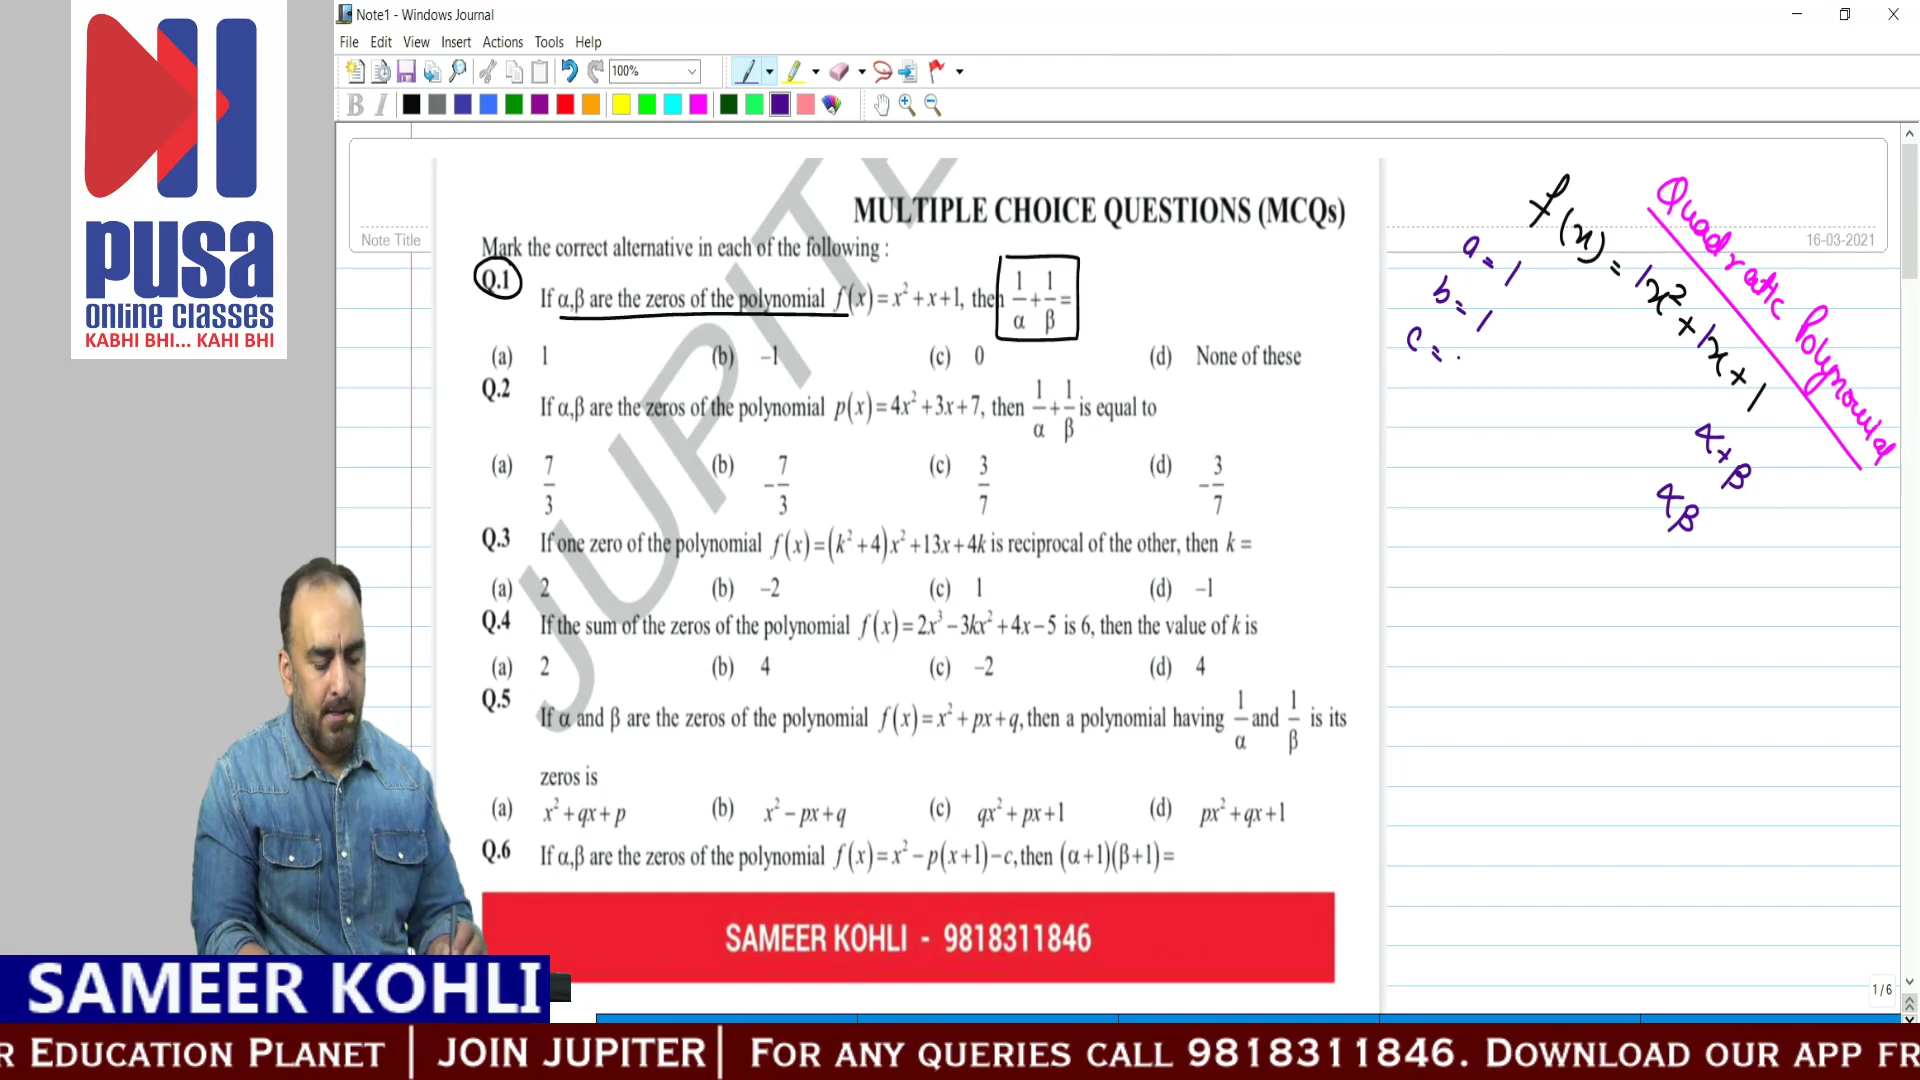 Note1 - Windows Journal
File Edit View Insert Actions Tools Help
100%
B I
PUSA
ONLINE CLASSES
KABHI BHI... KAHI BHI
Note Title
16-03-2021
JUPITE
MULTIPLE CHOICE QUESTIONS (MCQs)
Mark the correct alternative in each of the following :
Q.1 If α,β are the zeros of the polynomial f(x) = x² + x + 1, then 1/α + 1/β =
(a) 1 (b) –1 (c) 0 (d) None of these
Q.2 If α,β are the zeros of the polynomial p(x) = 4x² + 3x + 7, then 1/α + 1/β is equal to
(a) 7/3 (b) –7/3 (c) 3/7 (d) –3/7
Q.3 If one zero of the polynomial f(x) = (k² + 4)x² + 13x + 4k is reciprocal of the other, then k =
(a) 2 (b) –2 (c) 1 (d) –1
Q.4 If the sum of the zeros of the polynomial f(x) = 2x³ – 3kx² + 4x – 5 is 6, then the value of k is
(a) 2 (b) 4 (c) –2 (d) 4
Q.5 If α and β are the zeros of the polynomial f(x) = x² + px + q, then a polynomial having 1/α and 1/β is its
zeros is
(a) x² + qx + p (b) x² – px + q (c) qx² + px + 1 (d) px² + qx + 1
Q.6 If α,β are the zeros of the polynomial f(x) = x² – p(x+1) – c, then (α+1)(β+1) =
SAMEER KOHLI - 9818311846
Quadratic Polynomial
f(x) = 1x² + 1x + 1
a = 1
b = 1
c =
α + β
αβ
1 / 6
SAMEER KOHLI
R EDUCATION PLANET | JOIN JUPITER | FOR ANY QUERIES CALL 9818311846. DOWNLOAD OUR APP FR